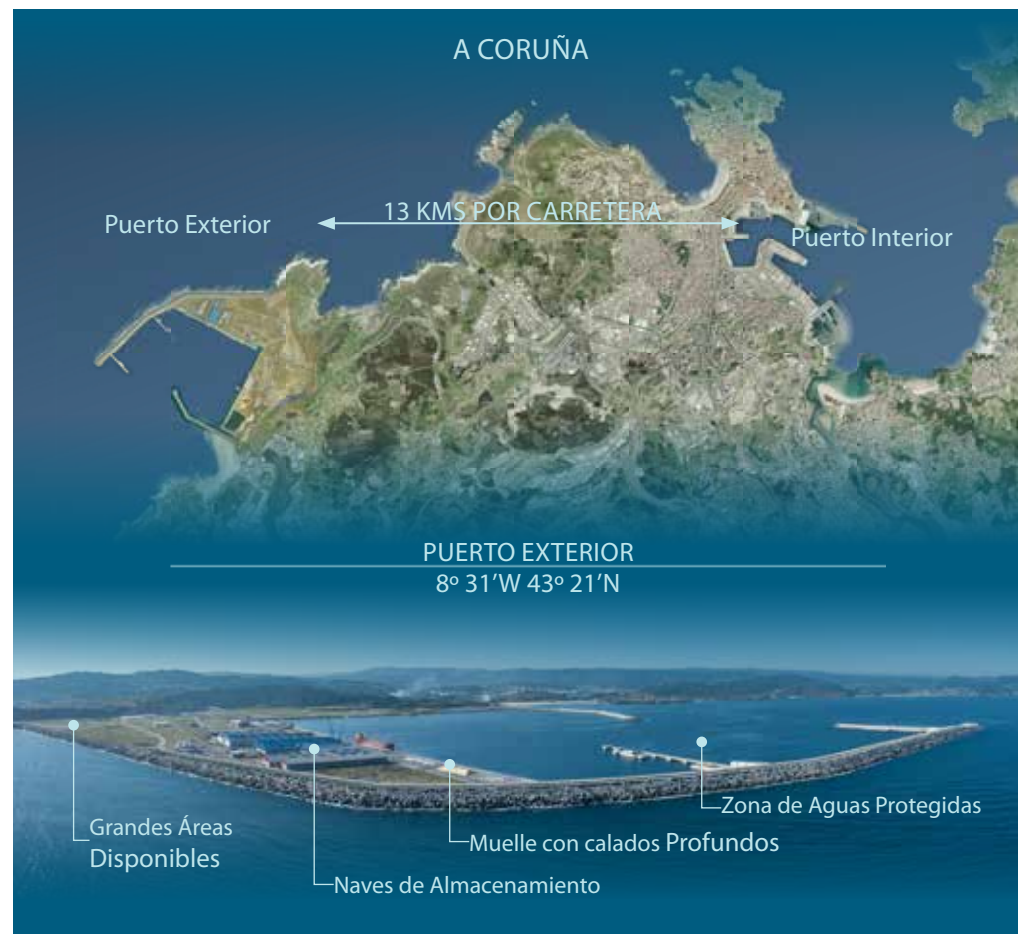 A CORUÑA
13 KMS POR CARRETERA
Puerto Exterior
Puerto Interior
PUERTO EXTERIOR
8º 31’W 43º 21’N
Zona de Aguas Protegidas
Grandes Áreas
Disponibles
Muelle con calados Profundos
Naves de Almacenamiento